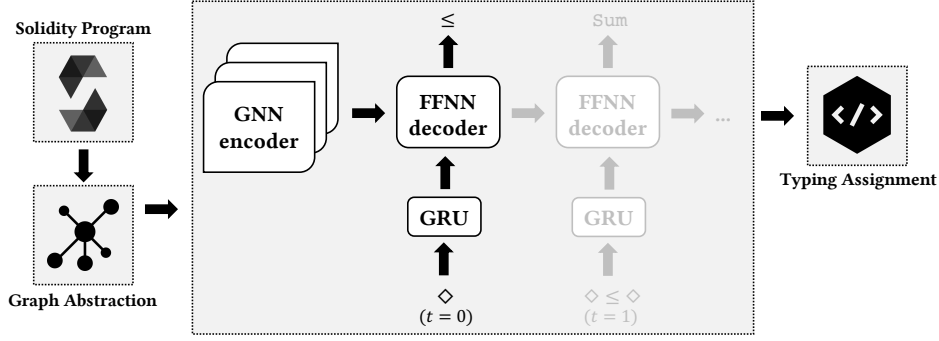 Solidity Program
Graph Abstraction
GNN
encoder
≤
FFNN
decoder
GRU
◇
(t = 0)
Sum
FFNN
decoder
GRU
◇ ≤ ◇
(t = 1)
...
</>
Typing Assignment